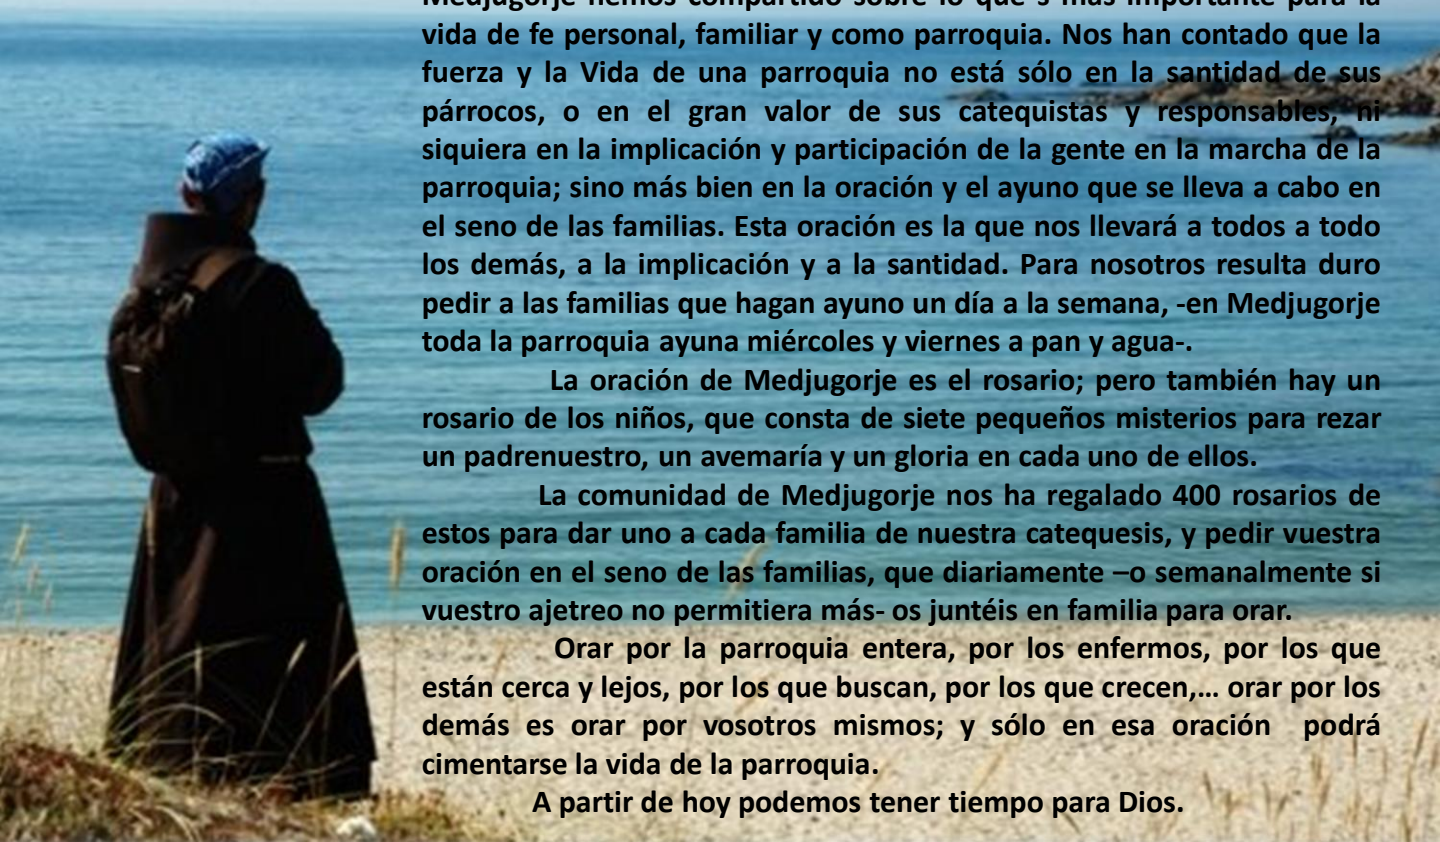 Medjugorje hemos compartido sobre lo que s más importante para la
vida de fe personal, familiar y como parroquia. Nos han contado que la
fuerza y la Vida de una parroquia no está sólo en la santidad de sus
párrocos, o en el gran valor de sus catequistas y responsables, ni
siquiera en la implicación y participación de la gente en la marcha de la
parroquia; sino más bien en la oración y el ayuno que se lleva a cabo en
el seno de las familias. Esta oración es la que nos llevará a todos a todo
los demás, a la implicación y a la santidad. Para nosotros resulta duro
pedir a las familias que hagan ayuno un día a la semana, -en Medjugorje
toda la parroquia ayuna miércoles y viernes a pan y agua-.
La oración de Medjugorje es el rosario; pero también hay un
rosario de los niños, que consta de siete pequeños misterios para rezar
un padrenuestro, un avemaría y un gloria en cada uno de ellos.
La comunidad de Medjugorje nos ha regalado 400 rosarios de
estos para dar uno a cada familia de nuestra catequesis, y pedir vuestra
oración en el seno de las familias, que diariamente –o semanalmente si
vuestro ajetreo no permitiera más- os juntéis en familia para orar.
Orar por la parroquia entera, por los enfermos, por los que
están cerca y lejos, por los que buscan, por los que crecen,... orar por los
demás es orar por vosotros mismos; y sólo en esa oración podrá
cimentarse la vida de la parroquia.
A partir de hoy podemos tener tiempo para Dios.